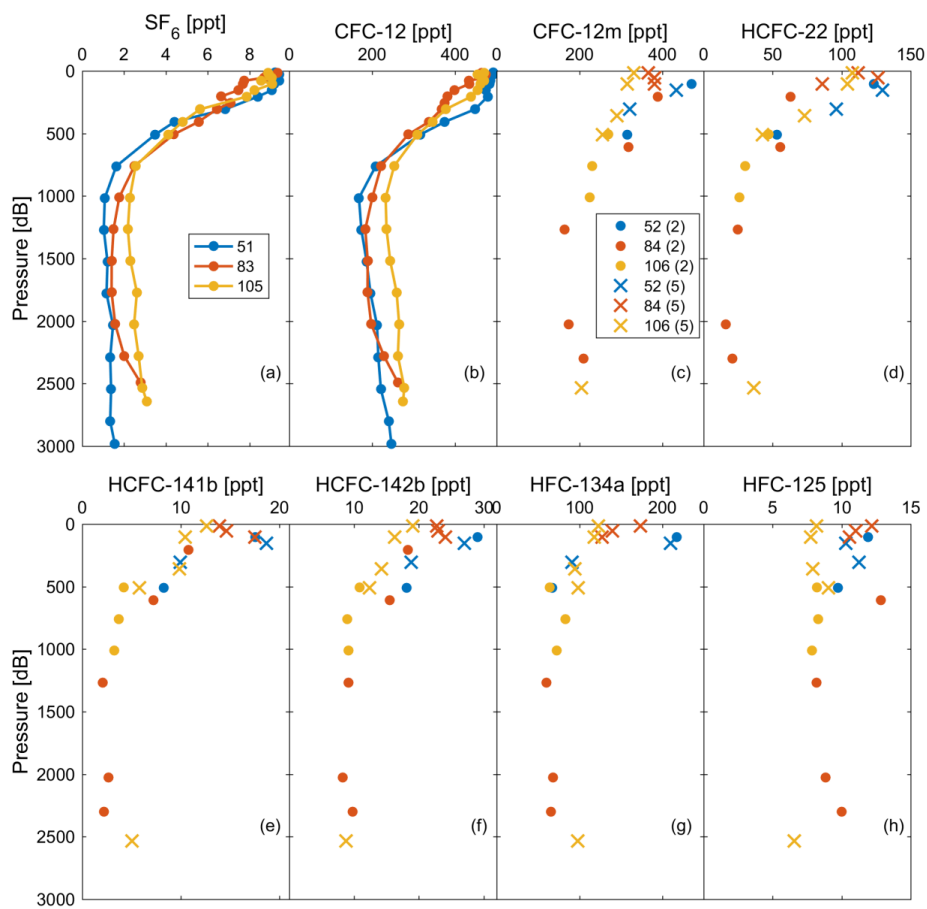 SF6 [ppt]
CFC-12 [ppt]
CFC-12m [ppt]
HCFC-22 [ppt]
0 2 4 6 8 0 200 400 0 200 400 0 50 100 150
0
500
1000
1500
2000
2500
3000
Pressure [dB]
51
83
105
52 (2)
84 (2)
106 (2)
52 (5)
84 (5)
106 (5)
(a)
(b)
(c)
(d)
HCFC-141b [ppt]
HCFC-142b [ppt]
HFC-134a [ppt]
HFC-125 [ppt]
0 10 20 0 10 20 30 0 100 200 0 5 10 15
0
500
1000
1500
2000
2500
3000
Pressure [dB]
(e)
(f)
(g)
(h)